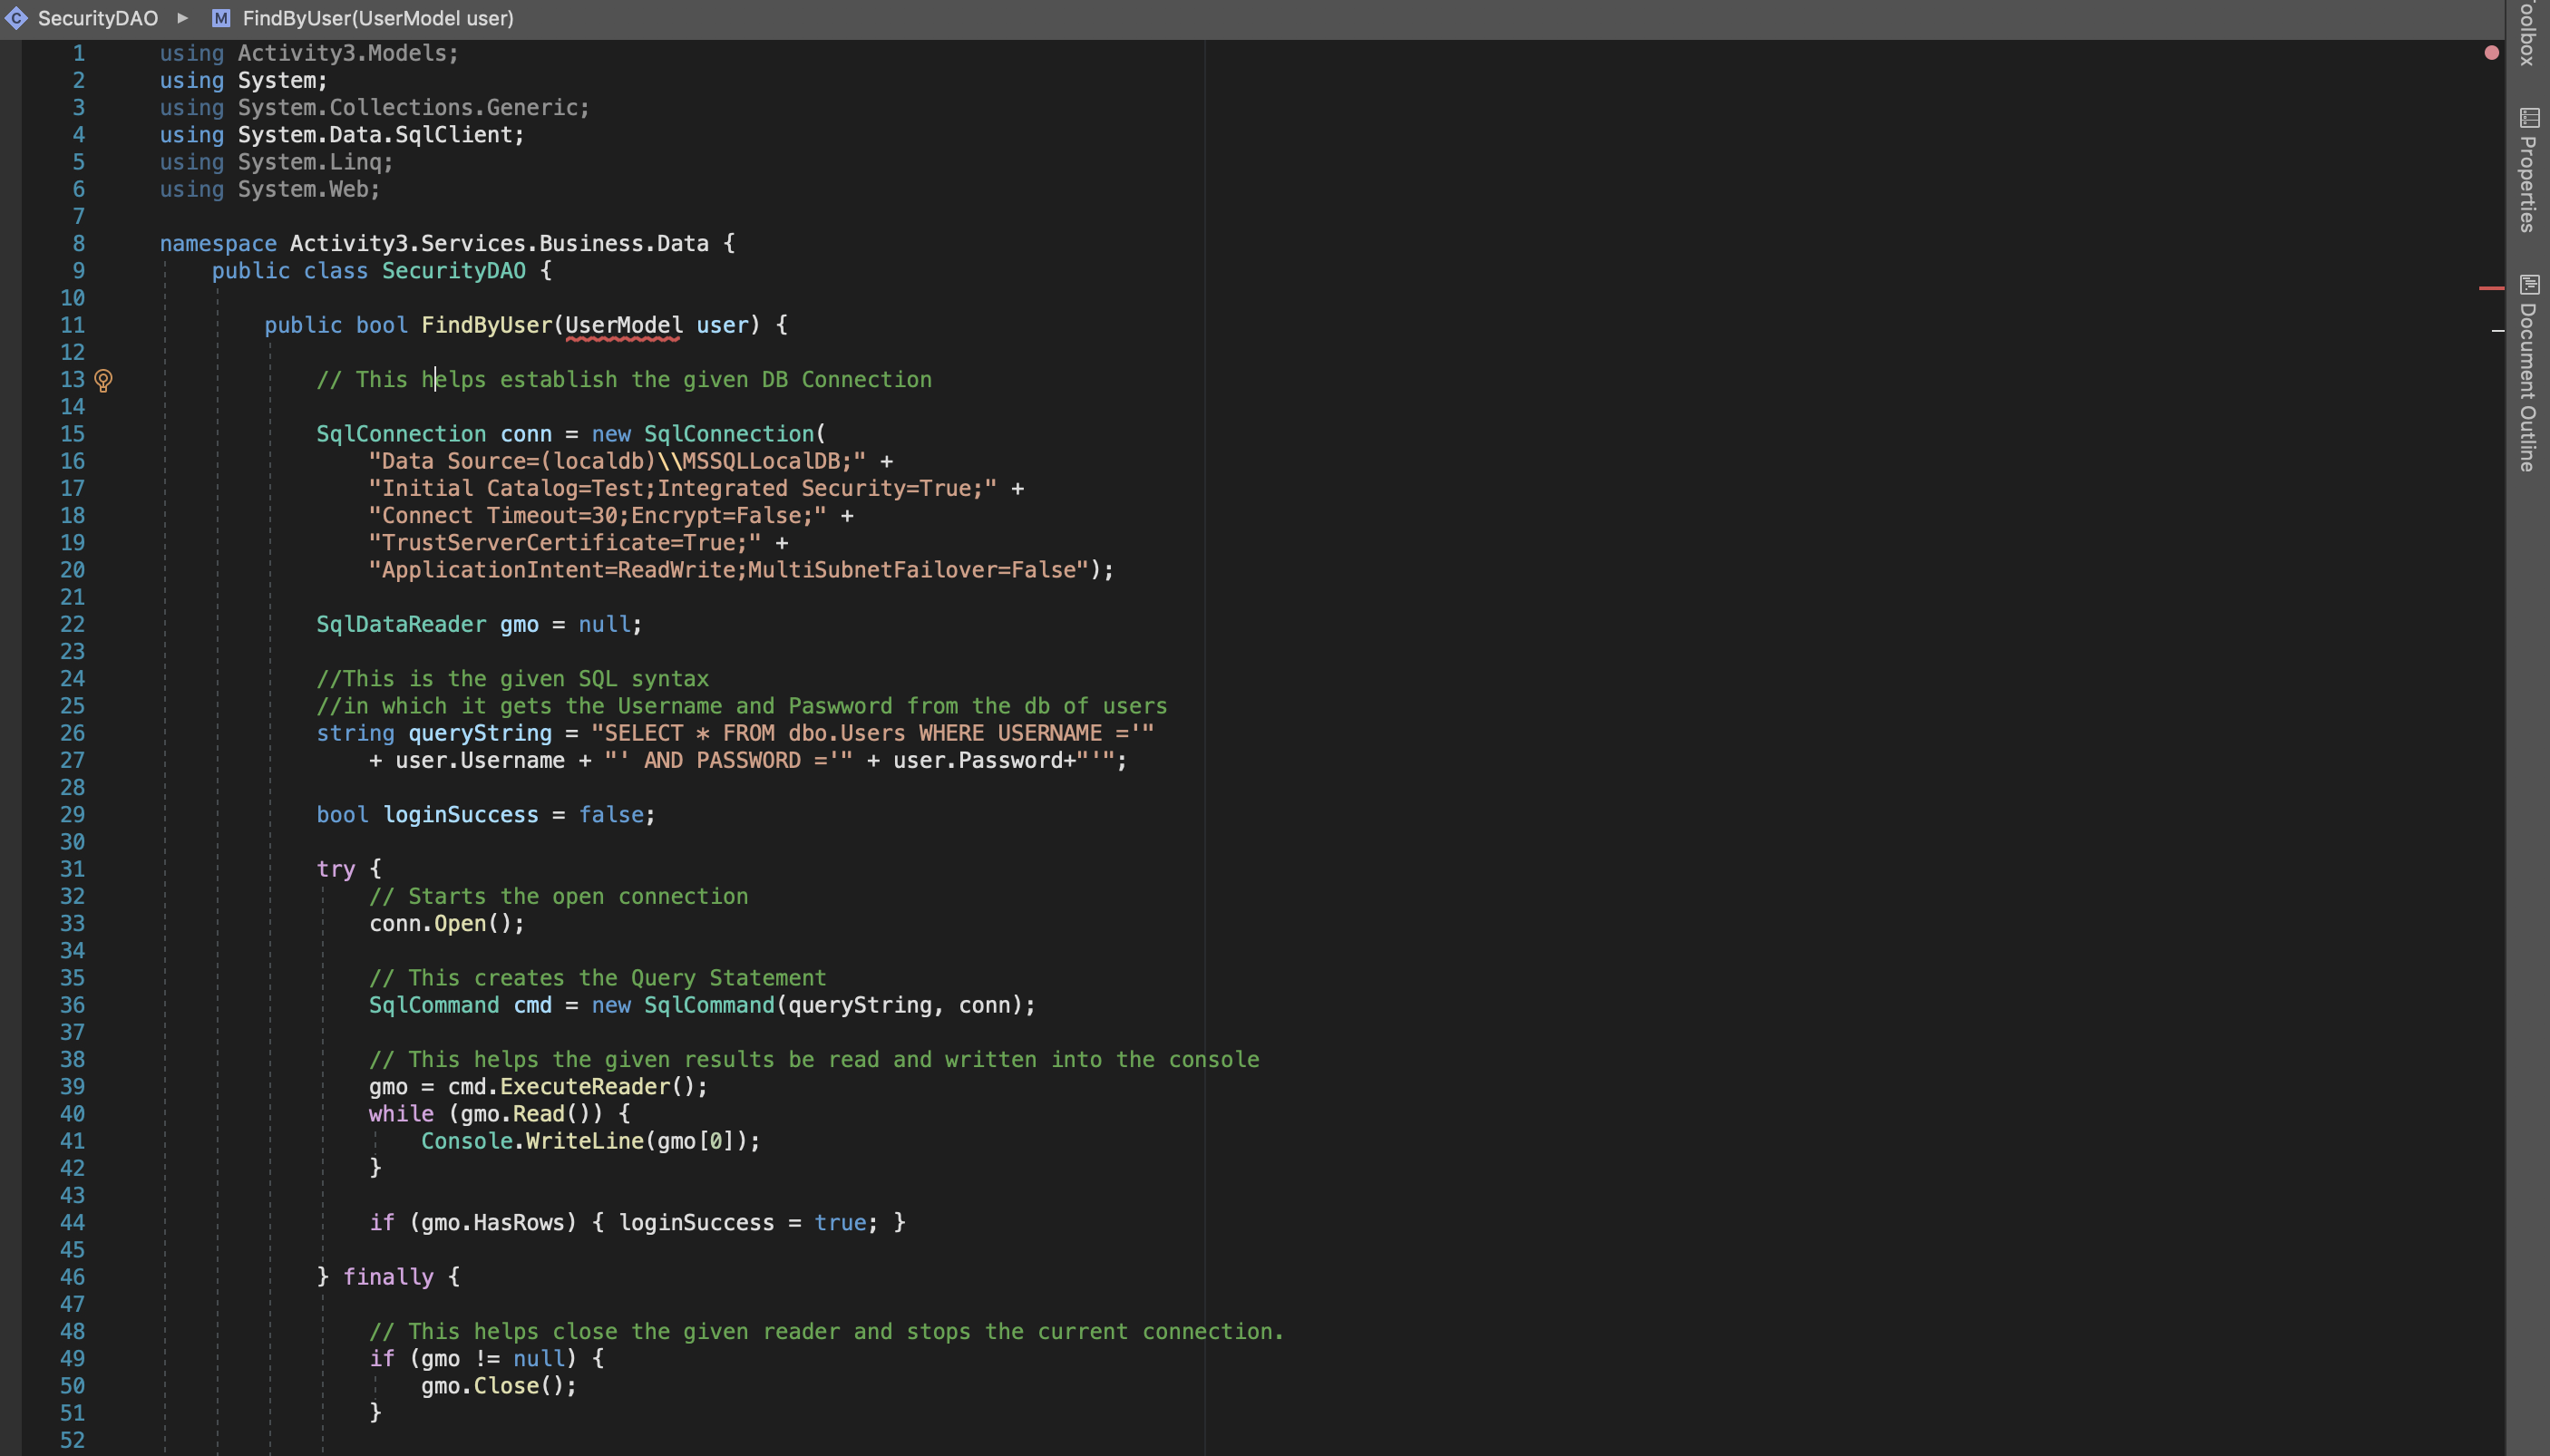 SecurityDAO ▶ M FindByUser(UserModel user)
1 using Activity3.Models;
2 using System;
3 using System.Collections.Generic;
4 using System.Data.SqlClient;
5 using System.Linq;
6 using System.Web;
7
8 namespace Activity3.Services.Business.Data {
9 public class SecurityDAO {
10
11 public bool FindByUser(UserModel user) {
12
13 // This helps establish the given DB Connection
14
15 SqlConnection conn = new SqlConnection(
16 "Data Source=(localdb)\\MSSQLLocalDB;" +
17 "Initial Catalog=Test;Integrated Security=True;" +
18 "Connect Timeout=30;Encrypt=False;" +
19 "TrustServerCertificate=True;" +
20 "ApplicationIntent=ReadWrite;MultiSubnetFailover=False");
21
22 SqlDataReader gmo = null;
23
24 //This is the given SQL syntax
25 //in which it gets the Username and Paswword from the db of users
26 string queryString = "SELECT * FROM dbo.Users WHERE USERNAME ='"
27 + user.Username + "' AND PASSWORD ='" + user.Password+"'";
28
29 bool loginSuccess = false;
30
31 try {
32 // Starts the open connection
33 conn.Open();
34
35 // This creates the Query Statement
36 SqlCommand cmd = new SqlCommand(queryString, conn);
37
38 // This helps the given results be read and written into the console
39 gmo = cmd.ExecuteReader();
40 while (gmo.Read()) {
41 Console.WriteLine(gmo[0]);
42 }
43
44 if (gmo.HasRows) { loginSuccess = true; }
45
46 } finally {
47
48 // This helps close the given reader and stops the current connection.
49 if (gmo != null) {
50 gmo.Close();
51 }
52
Toolbox
Properties
Document Outline